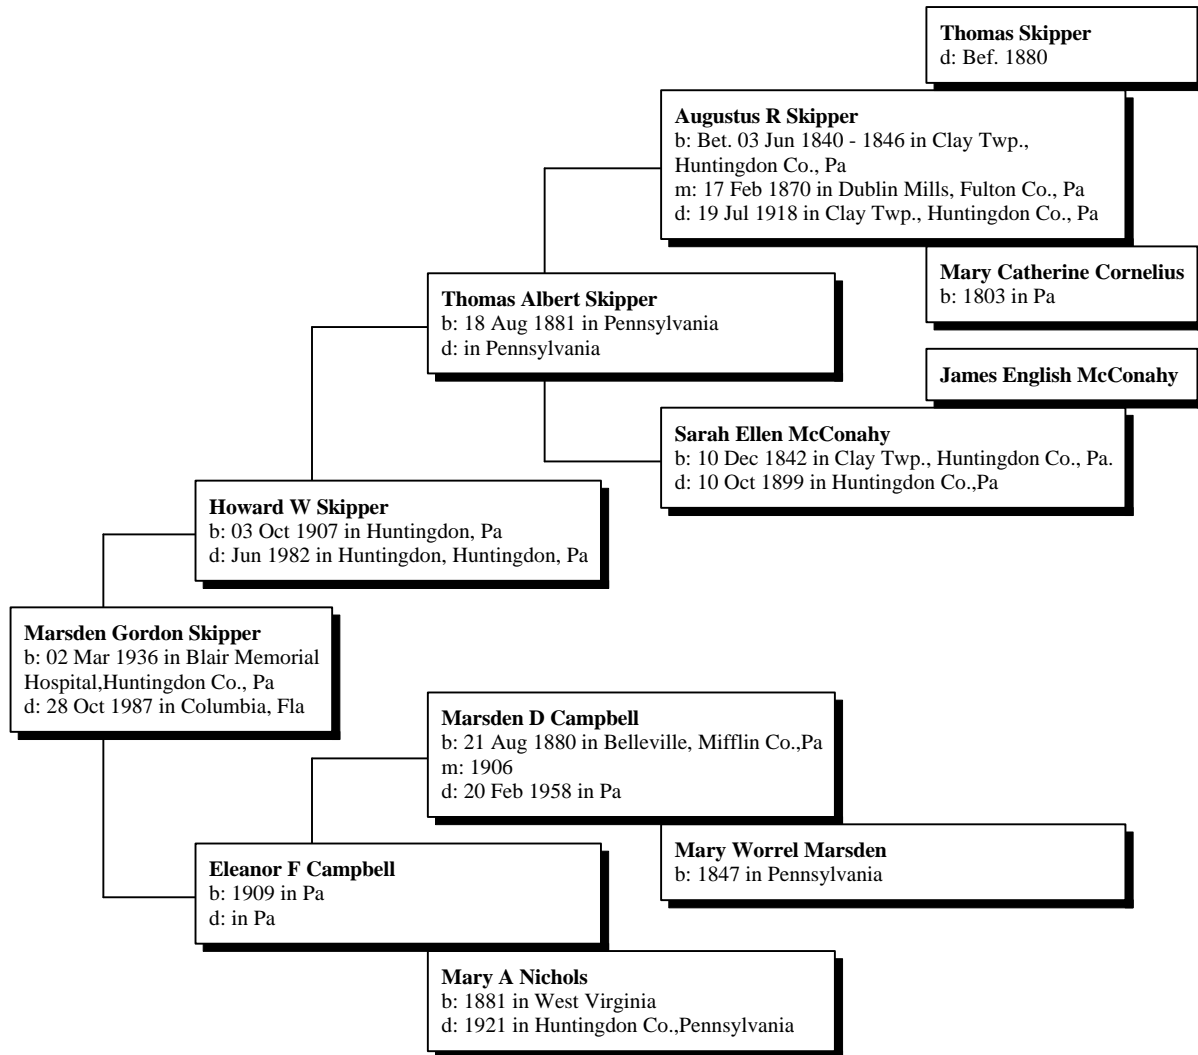 Thomas Skipper
d: Bef. 1880
Augustus R Skipper
b: Bet. 03 Jun 1840 - 1846 in Clay Twp.,
Huntingdon Co., Pa
m: 17 Feb 1870 in Dublin Mills, Fulton Co., Pa
d: 19 Jul 1918 in Clay Twp., Huntingdon Co., Pa
Mary Catherine Cornelius
b: 1803 in Pa
Thomas Albert Skipper
b: 18 Aug 1881 in Pennsylvania
d: in Pennsylvania
James English McConahy
Sarah Ellen McConahy
b: 10 Dec 1842 in Clay Twp., Huntingdon Co., Pa.
d: 10 Oct 1899 in Huntingdon Co.,Pa
Howard W Skipper
b: 03 Oct 1907 in Huntingdon, Pa
d: Jun 1982 in Huntingdon, Huntingdon, Pa
Marsden Gordon Skipper
b: 02 Mar 1936 in Blair Memorial
Hospital,Huntingdon Co., Pa
d: 28 Oct 1987 in Columbia, Fla
Marsden D Campbell
b: 21 Aug 1880 in Belleville, Mifflin Co.,Pa
m: 1906
d: 20 Feb 1958 in Pa
Mary Worrel Marsden
b: 1847 in Pennsylvania
Eleanor F Campbell
b: 1909 in Pa
d: in Pa
Mary A Nichols
b: 1881 in West Virginia
d: 1921 in Huntingdon Co.,Pennsylvania